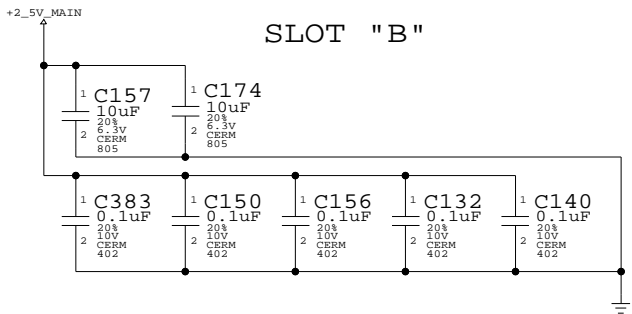 +2_5V_MAIN
SLOT "B"
1 C157
10uF
20%
6.3V
2 CERM
805
1 C174
10uF
20%
6.3V
2 CERM
805
1 C383
0.1uF
20%
10V
2 CERM
402
1 C150
0.1uF
20%
10V
2 CERM
402
1 C156
0.1uF
20%
10V
2 CERM
402
1 C132
0.1uF
20%
10V
2 CERM
402
1 C140
0.1uF
20%
10V
2 CERM
402